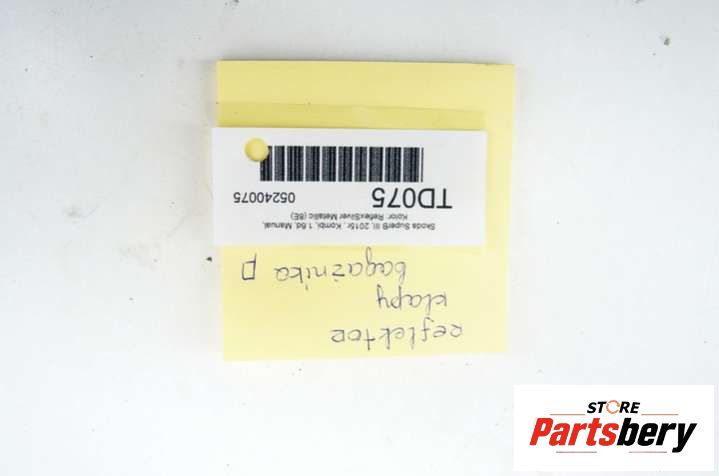 reflektor
klapy
bagażnika P
Skoda SuperB III, 2015r. Kombi, 1.6d, Manual,
Kolor: ReflexSilver Metallic (8E)
TD075
05240075
STORE
Partsbery